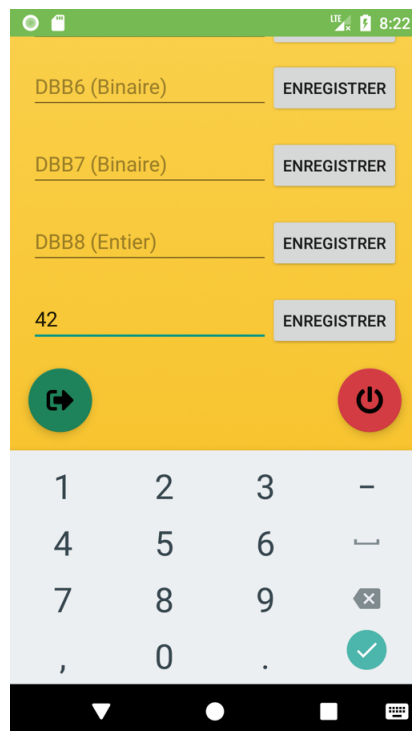 LTE 8:22
DBB6 (Binaire) ENREGISTRER
DBB7 (Binaire) ENREGISTRER
DBB8 (Entier) ENREGISTRER
42 ENREGISTRER
1 2 3 -
4 5 6
7 8 9
, 0 .